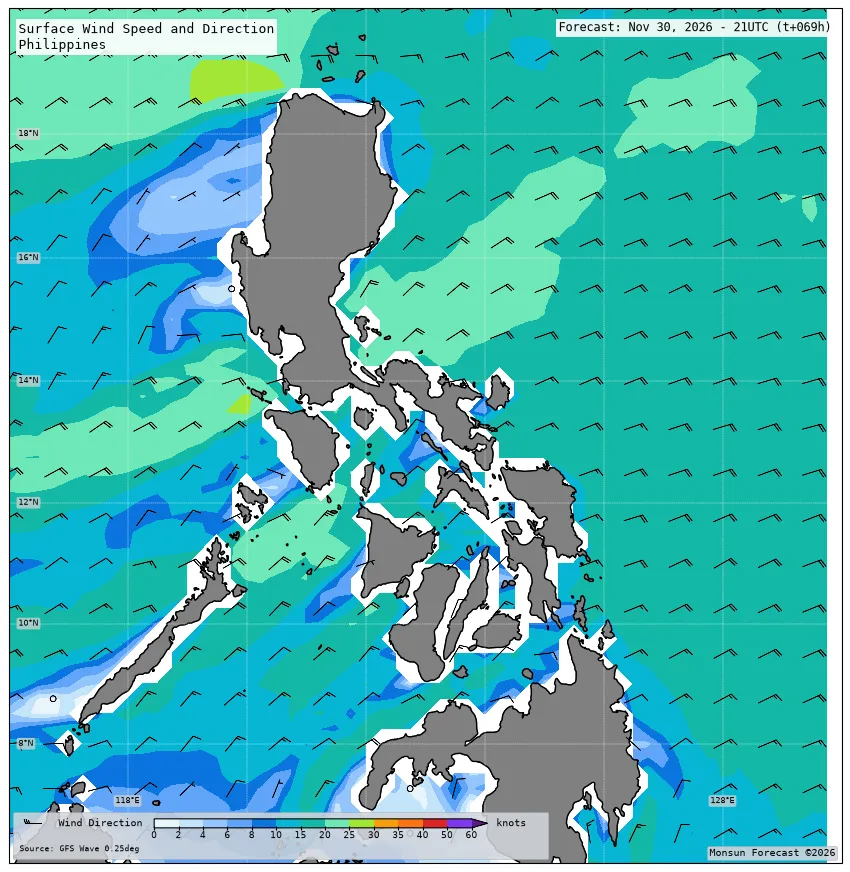 Surface Wind Speed and Direction
Philippines
Forecast: Nov 30, 2026 - 21UTC (t+069h)
18°N
16°N
14°N
12°N
10°N
8°N
118°E
128°E
Wind Direction
0 2 4 6 8 10 15 20 25 30 35 40 50 60
knots
Source: GFS Wave 0.25deg
Monsun Forecast ©2026